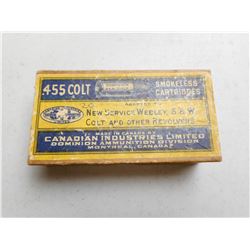 .455 COLT
SMOKELESS
CARTRIDGES
ADAPTED TO
NEW SERVICE WEBLEY, S & W
COLT AND OTHER REVOLVERS
MADE IN CANADA BY
CANADIAN INDUSTRIES LIMITED
DOMINION AMMUNITION DIVISION
MONTREAL, CANADA